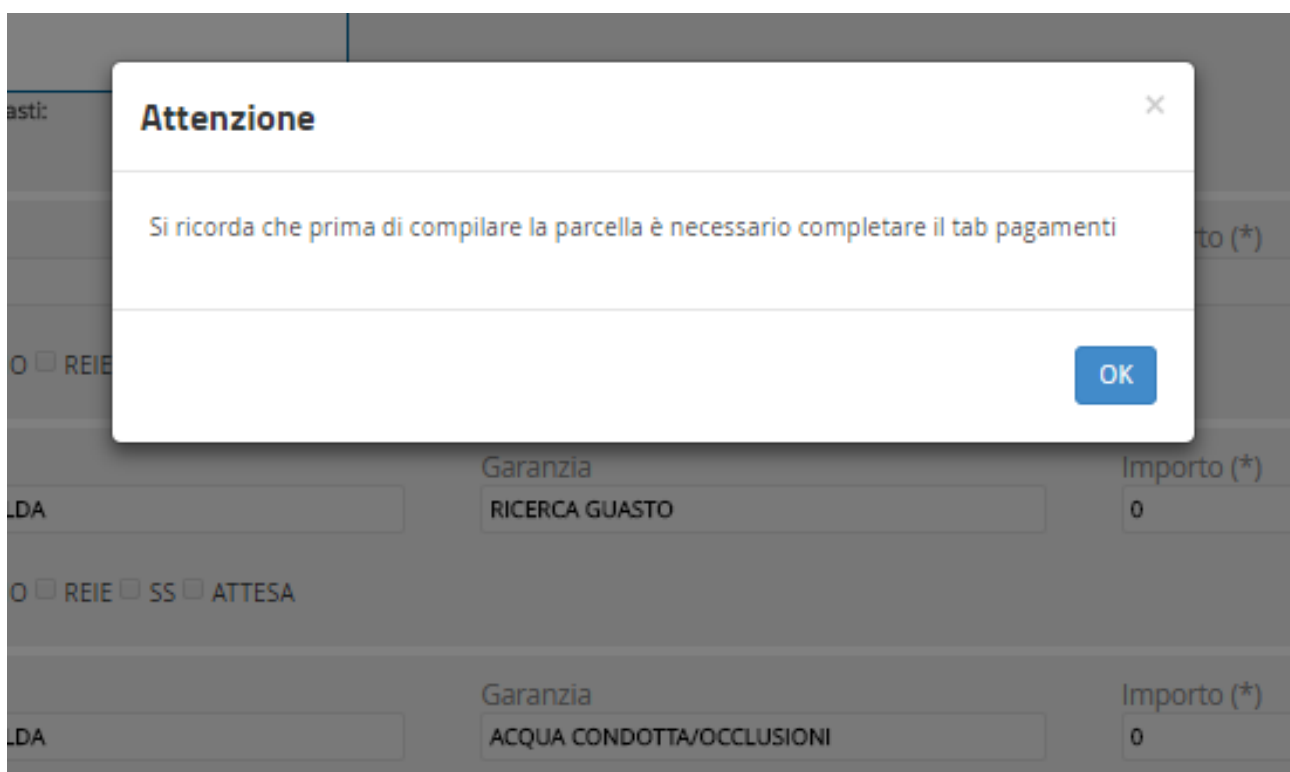 asti:
Attenzione
×
Si ricorda che prima di compilare la parcella è necessario completare il tab pagamenti
to (*)
O REIE
OK
Garanzia Importo (*)
LDA RICERCA GUASTO 0
O REIE SS ATTESA
Garanzia Importo (*)
LDA ACQUA CONDOTTA/OCCLUSIONI 0